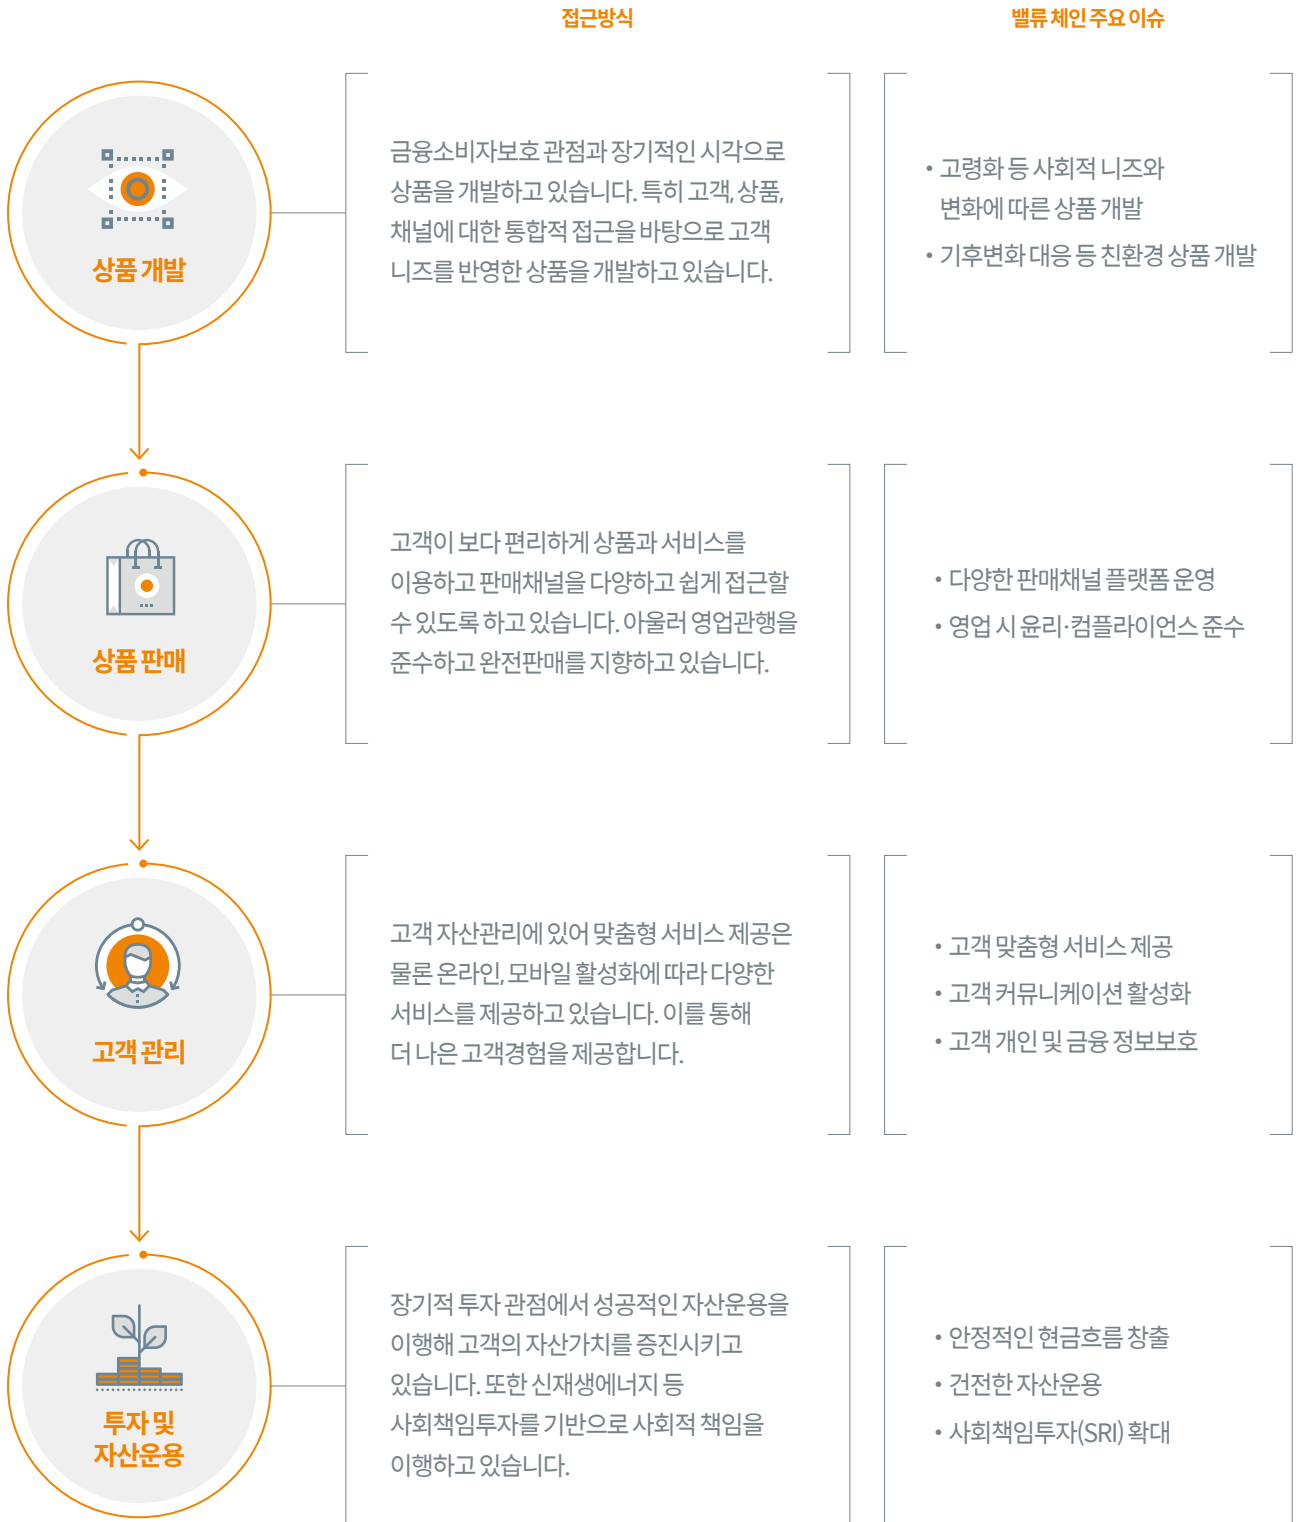 접근방식
밸류 체인 주요 이슈
상품 개발
금융소비자보호 관점과 장기적인 시각으로
상품을 개발하고 있습니다. 특히 고객, 상품,
채널에 대한 통합적 접근을 바탕으로 고객
니즈를 반영한 상품을 개발하고 있습니다.
• 고령화 등 사회적 니즈와
변화에 따른 상품 개발
• 기후변화 대응 등 친환경 상품 개발
상품 판매
고객이 보다 편리하게 상품과 서비스를
이용하고 판매채널을 다양하고 쉽게 접근할
수 있도록 하고 있습니다. 아울러 영업관행을
준수하고 완전판매를 지향하고 있습니다.
• 다양한 판매채널 플랫폼 운영
• 영업 시 윤리·컴플라이언스 준수
고객 관리
고객 자산관리에 있어 맞춤형 서비스 제공은
물론 온라인, 모바일 활성화에 따라 다양한
서비스를 제공하고 있습니다. 이를 통해
더 나은 고객경험을 제공합니다.
• 고객 맞춤형 서비스 제공
• 고객 커뮤니케이션 활성화
• 고객 개인 및 금융 정보보호
투자 및
자산운용
장기적 투자 관점에서 성공적인 자산운용을
이행해 고객의 자산가치를 증진시키고
있습니다. 또한 신재생에너지 등
사회책임투자를 기반으로 사회적 책임을
이행하고 있습니다.
• 안정적인 현금흐름 창출
• 건전한 자산운용
• 사회책임투자(SRI) 확대